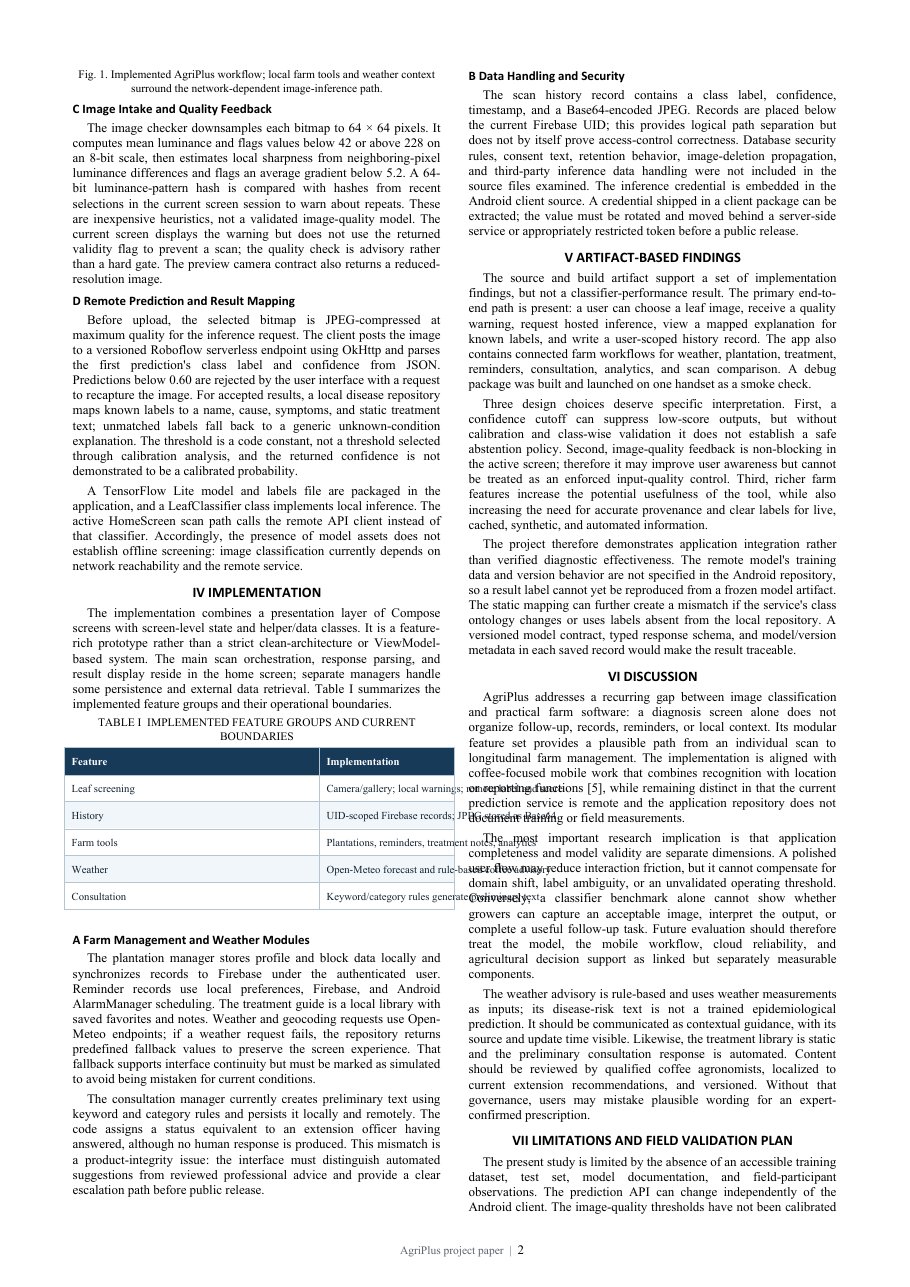 Fig. 1. Implemented AgriPlus workflow; local farm tools and weather context
surround the network-dependent image-inference path.
C Image Intake and Quality Feedback
The image checker downsamples each bitmap to 64 × 64 pixels. It
computes mean luminance and flags values below 42 or above 228 on
an 8-bit scale, then estimates local sharpness from neighboring-pixel
luminance differences and flags an average gradient below 5.2. A 64-
bit luminance-pattern hash is compared with hashes from recent
selections in the current screen session to warn about repeats. These
are inexpensive heuristics, not a validated image-quality model. The
current screen displays the warning but does not use the returned
validity flag to prevent a scan; the quality check is advisory rather
than a hard gate. The preview camera contract also returns a reduced-
resolution image.
D Remote Prediction and Result Mapping
Before upload, the selected bitmap is JPEG-compressed at
maximum quality for the inference request. The client posts the image
to a versioned Roboflow serverless endpoint using OkHttp and parses
the first prediction's class label and confidence from JSON.
Predictions below 0.60 are rejected by the user interface with a request
to recapture the image. For accepted results, a local disease repository
maps known labels to a name, cause, symptoms, and static treatment
text; unmatched labels fall back to a generic unknown-condition
explanation. The threshold is a code constant, not a threshold selected
through calibration analysis, and the returned confidence is not
demonstrated to be a calibrated probability.
A TensorFlow Lite model and labels file are packaged in the
application, and a LeafClassifier class implements local inference. The
active HomeScreen scan path calls the remote API client instead of
that classifier. Accordingly, the presence of model assets does not
establish offline screening: image classification currently depends on
network reachability and the remote service.
IV IMPLEMENTATION
The implementation combines a presentation layer of Compose
screens with screen-level state and helper/data classes. It is a feature-
rich prototype rather than a strict clean-architecture or ViewModel-
based system. The main scan orchestration, response parsing, and
result display reside in the home screen; separate managers handle
some persistence and external data retrieval. Table I summarizes the
implemented feature groups and their operational boundaries.
TABLE I IMPLEMENTED FEATURE GROUPS AND CURRENT
BOUNDARIES
Feature Implementation
Leaf screening Camera/gallery; local warnings;
History UID-scoped Firebase records;
Farm tools Plantations, reminders, treatment notes, analytics
Weather Open-Meteo forecast and rule-based
Consultation Keyword/category rules generate
A Farm Management and Weather Modules
The plantation manager stores profile and block data locally and
synchronizes records to Firebase under the authenticated user.
Reminder records use local preferences, Firebase, and Android
AlarmManager scheduling. The treatment guide is a local library with
saved favorites and notes. Weather and geocoding requests use Open-
Meteo endpoints; if a weather request fails, the repository returns
predefined fallback values to preserve the screen experience. That
fallback supports interface continuity but must be marked as simulated
to avoid being mistaken for current conditions.
The consultation manager currently creates preliminary text using
keyword and category rules and persists it locally and remotely. The
code assigns a status equivalent to an extension officer having
answered, although no human response is produced. This mismatch is
a product-integrity issue: the interface must distinguish automated
suggestions from reviewed professional advice and provide a clear
escalation path before public release.
B Data Handling and Security
The scan history record contains a class label, confidence,
timestamp, and a Base64-encoded JPEG. Records are placed below
the current Firebase UID; this provides logical path separation but
does not by itself prove access-control correctness. Database security
rules, consent text, retention behavior, image-deletion propagation,
and third-party inference data handling were not included in the
source files examined. The inference credential is embedded in the
Android client source. A credential shipped in a client package can be
extracted; the value must be rotated and moved behind a server-side
service or appropriately restricted token before a public release.
V ARTIFACT-BASED FINDINGS
The source and build artifact support a set of implementation
findings, but not a classifier-performance result. The primary end-to-
end path is present: a user can choose a leaf image, receive a quality
warning, request hosted inference, view a mapped explanation for
known labels, and write a user-scoped history record. The app also
contains connected farm workflows for weather, plantation, treatment,
reminders, consultation, analytics, and scan comparison. A debug
package was built and launched on one handset as a smoke check.
Three design choices deserve specific interpretation. First, a
confidence cutoff can suppress low-score outputs, but without
calibration and class-wise validation it does not establish a safe
abstention policy. Second, image-quality feedback is non-blocking in
the active screen; therefore it may improve user awareness but cannot
be treated as an enforced input-quality control. Third, richer farm
features increase the potential usefulness of the tool, while also
increasing the need for accurate provenance and clear labels for live,
cached, synthetic, and automated information.
The project therefore demonstrates application integration rather
than verified diagnostic effectiveness. The remote model's training
data and version behavior are not specified in the Android repository,
so a result label cannot yet be reproduced from a frozen model artifact.
The static mapping can further create a mismatch if the service's class
ontology changes or uses labels absent from the local repository. A
versioned model contract, typed response schema, and model/version
metadata in each saved record would make the result traceable.
VI DISCUSSION
AgriPlus addresses a recurring gap between image classification
and practical farm software: a diagnosis screen alone does not
organize follow-up, records, reminders, or local context. Its modular
feature set provides a plausible path from an individual scan to
longitudinal farm management. The implementation is aligned with
coffee-focused mobile work that combines recognition with location
or reporting functions [5], while remaining distinct in that the current
prediction service is remote and the application repository does not
document training or field measurements.
The most important research implication is that application
completeness and model validity are separate dimensions. A polished
user flow may reduce interaction friction, but it cannot compensate for
domain shift, label ambiguity, or an unvalidated operating threshold.
Conversely, a classifier benchmark alone cannot show whether
growers can capture an acceptable image, interpret the output, or
complete a useful follow-up task. Future evaluation should therefore
treat the model, the mobile workflow, cloud reliability, and
agricultural decision support as linked but separately measurable
components.
The weather advisory is rule-based and uses weather measurements
as inputs; its disease-risk text is not a trained epidemiological
prediction. It should be communicated as contextual guidance, with its
source and update time visible. Likewise, the treatment library is static
and the preliminary consultation response is automated. Content
should be reviewed by qualified coffee agronomists, localized to
current extension recommendations, and versioned. Without that
governance, users may mistake plausible wording for an expert-
confirmed prescription.
VII LIMITATIONS AND FIELD VALIDATION PLAN
The present study is limited by the absence of an accessible training
dataset, test set, model documentation, and field-participant
observations. The prediction API can change independently of the
Android client. The image-quality thresholds have not been calibrated
AgriPlus project paper | 2